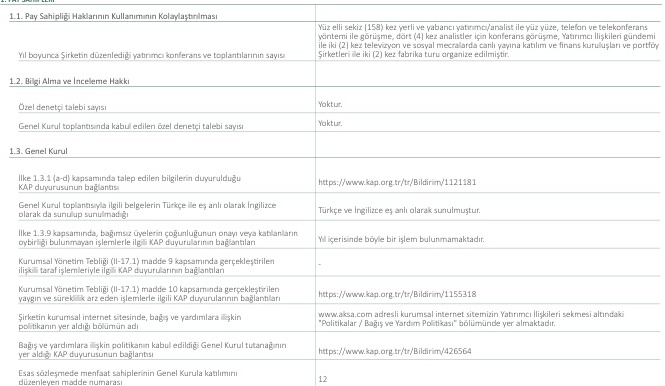 1. PAY SAHİPLERİ
1.1. Pay Sahipliği Haklarının Kullanımının Kolaylaştırılması
Yıl boyunca Şirketin düzenlediği yatırımcı konferans ve toplantılarının sayısı
Yüz elli sekiz (158) kez yerli ve yabancı yatırımcı/analist ile yüz yüze, telefon ve telekonferans
yöntemi ile görüşme, dört (4) kez analistler için konferans görüşme, Yatırımcı İlişkileri gündemi
ile iki (2) kez televizyon ve sosyal mecralarda canlı yayına katılım ve finans kuruluşları ve portföy
Şirketleri ile iki (2) kez fabrika turu organize edilmiştir.
1.2. Bilgi Alma ve İnceleme Hakkı
Özel denetçi talebi sayısı
Yoktur.
Genel Kurul toplantısında kabul edilen özel denetçi talebi sayısı
Yoktur.
1.3. Genel Kurul
İlke 1.3.1 (a-d) kapsamında talep edilen bilgilerin duyurulduğu
KAP duyurusunun bağlantısı
https://www.kap.org.tr/tr/Bildirim/1121181
Genel Kurul toplantısıyla ilgili belgelerin Türkçe ile eş anlı olarak İngilizce
olarak da sunulup sunulmadığı
Türkçe ve İngilizce eş anlı olarak sunulmuştur.
İlke 1.3.9 kapsamında, bağımsız üyelerin çoğunluğunun onayı veya katılanların
oybirliği bulunmayan işlemlerle ilgili KAP duyurularının bağlantıları
Yıl içerisinde böyle bir işlem bulunmamaktadır.
Kurumsal Yönetim Tebliği (II-17.1) madde 9 kapsamında gerçekleştirilen
ilişkili taraf işlemleriyle ilgili KAP duyurularının bağlantıları
-
Kurumsal Yönetim Tebliği (II-17.1) madde 10 kapsamında gerçekleştirilen
yaygın ve süreklilik arz eden işlemlerle ilgili KAP duyurularının bağlantıları
https://www.kap.org.tr/tr/Bildirim/1155318
Şirketin kurumsal internet sitesinde, bağış ve yardımlara ilişkin
politikanın yer aldığı bölümün adı
www.aksa.com adresli kurumsal internet sitemizin Yatırımcı İlişkileri sekmesi altındaki
"Politikalar / Bağış ve Yardım Politikası" bölümünde yer almaktadır.
Bağış ve yardımlara ilişkin politikanın kabul edildiği Genel Kurul tutanağının
yer aldığı KAP duyurusunun bağlantısı
https://www.kap.org.tr/tr/Bildirim/426564
Esas sözleşmede menfaat sahiplerinin Genel Kurula katılımını
düzenleyen madde numarası
12